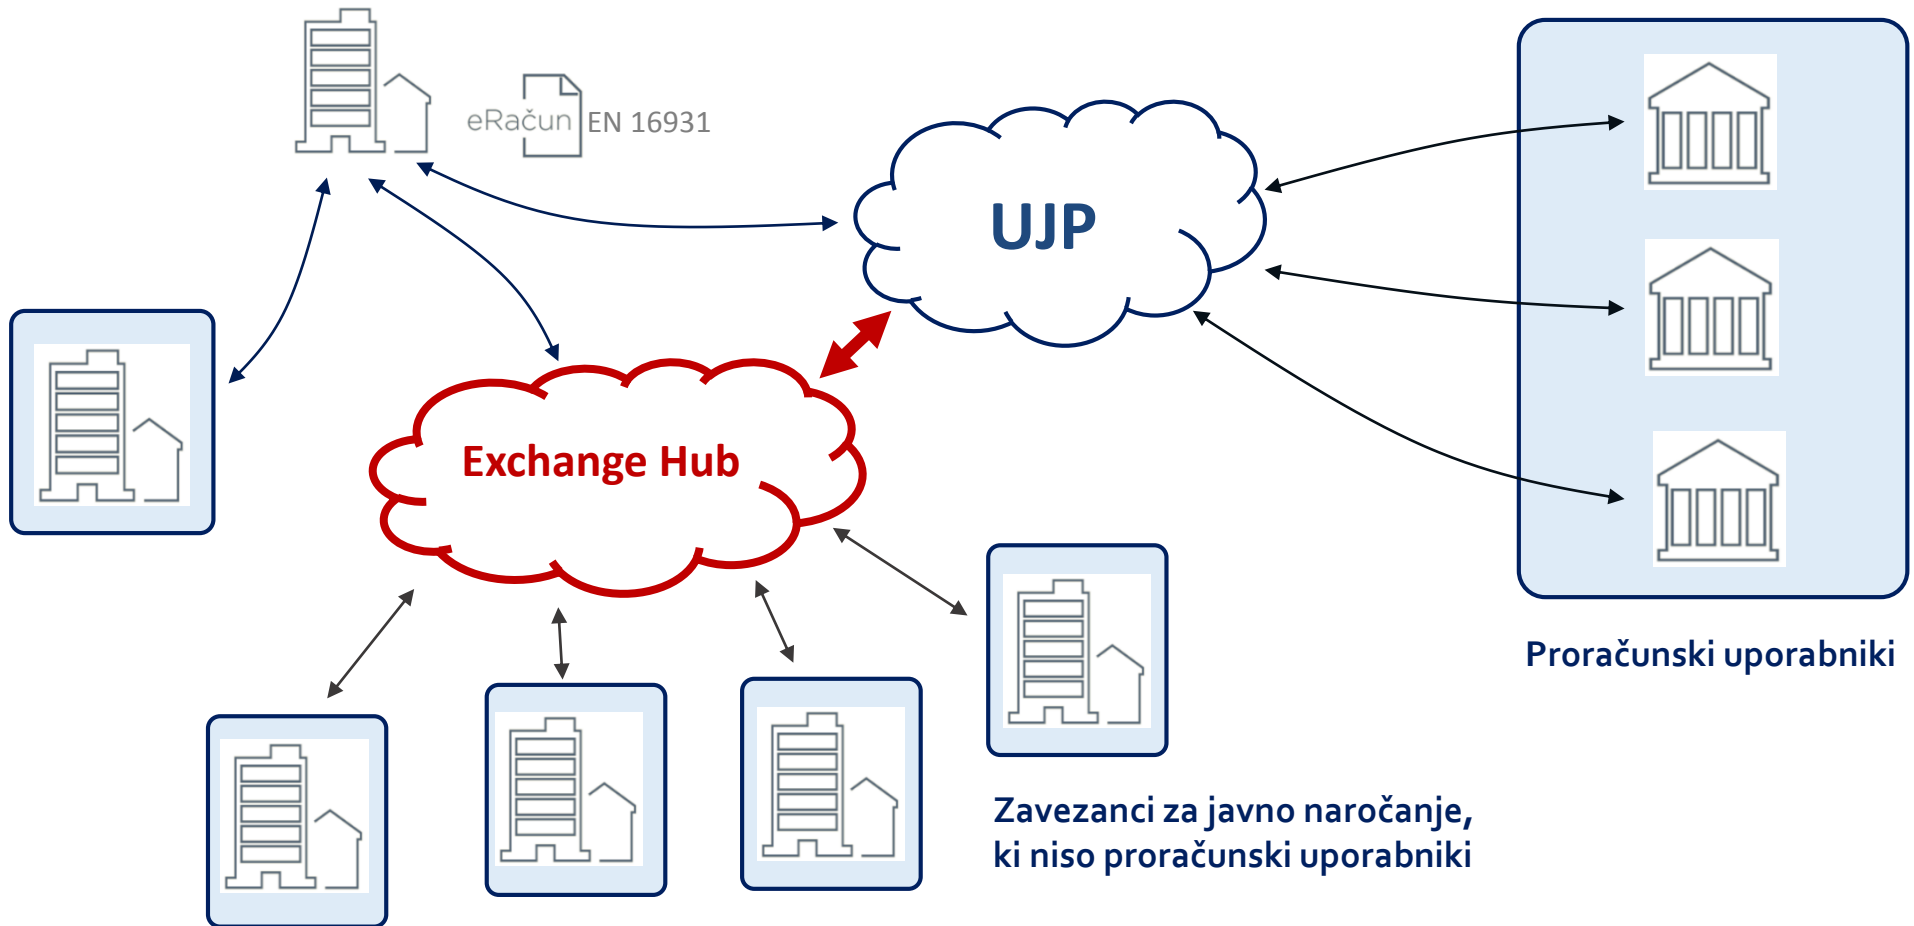 eRačun EN 16931
UJP
Exchange Hub
Proračunski uporabniki
Zavezanci za javno naročanje,
ki niso proračunski uporabniki